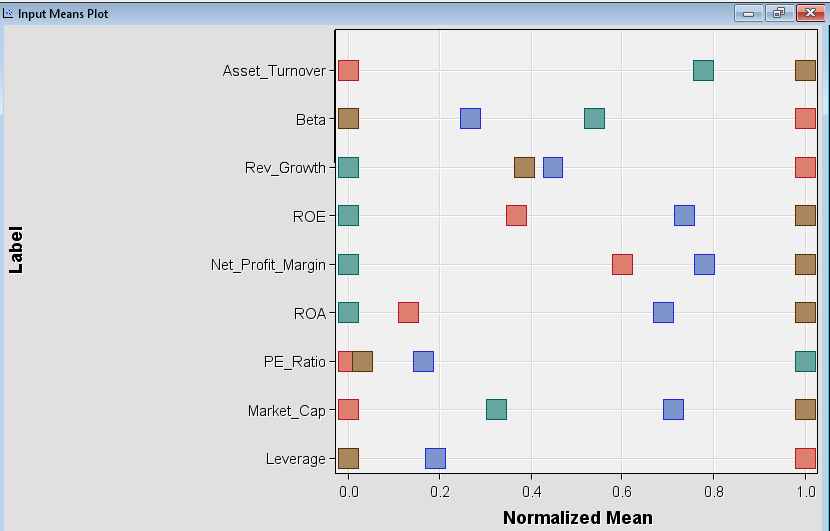 Input Means Plot
Asset_Turnover
Beta
Rev_Growth
ROE
Net_Profit_Margin
ROA
PE_Ratio
Market_Cap
Leverage
Label
0.0 0.2 0.4 0.6 0.8 1.0
Normalized Mean